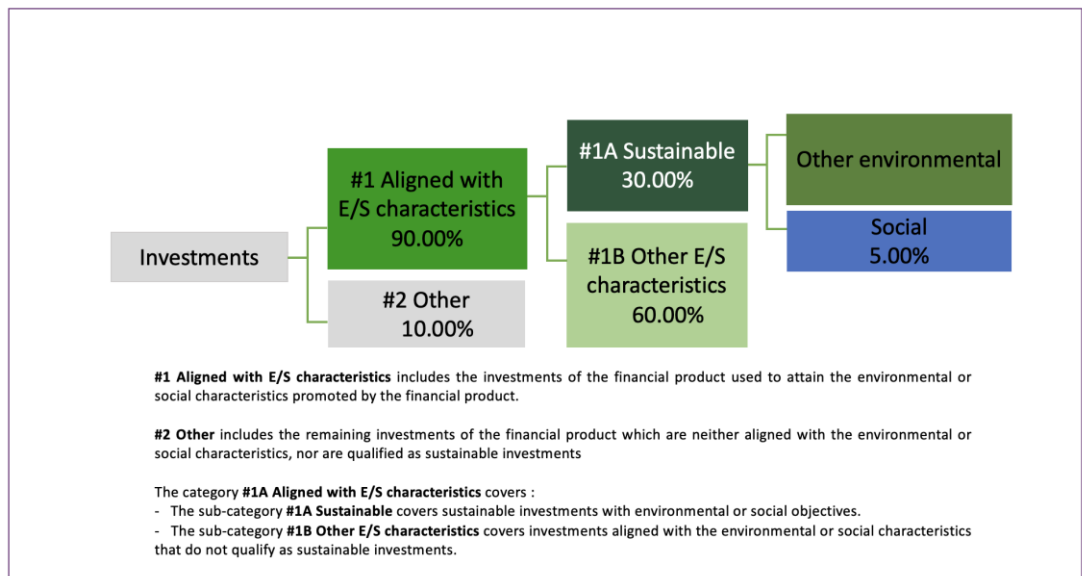 Investments
#1 Aligned with
E/S characteristics
90.00%
#2 Other
10.00%
#1A Sustainable
30.00%
#1B Other E/S
characteristics
60.00%
Other environmental
Social
5.00%
#1 Aligned with E/S characteristics includes the investments of the financial product used to attain the environmental or
social characteristics promoted by the financial product.
#2 Other includes the remaining investments of the financial product which are neither aligned with the environmental or
social characteristics, nor are qualified as sustainable investments
The category #1A Aligned with E/S characteristics covers :
- The sub-category #1A Sustainable covers sustainable investments with environmental or social objectives.
- The sub-category #1B Other E/S characteristics covers investments aligned with the environmental or social characteristics
that do not qualify as sustainable investments.